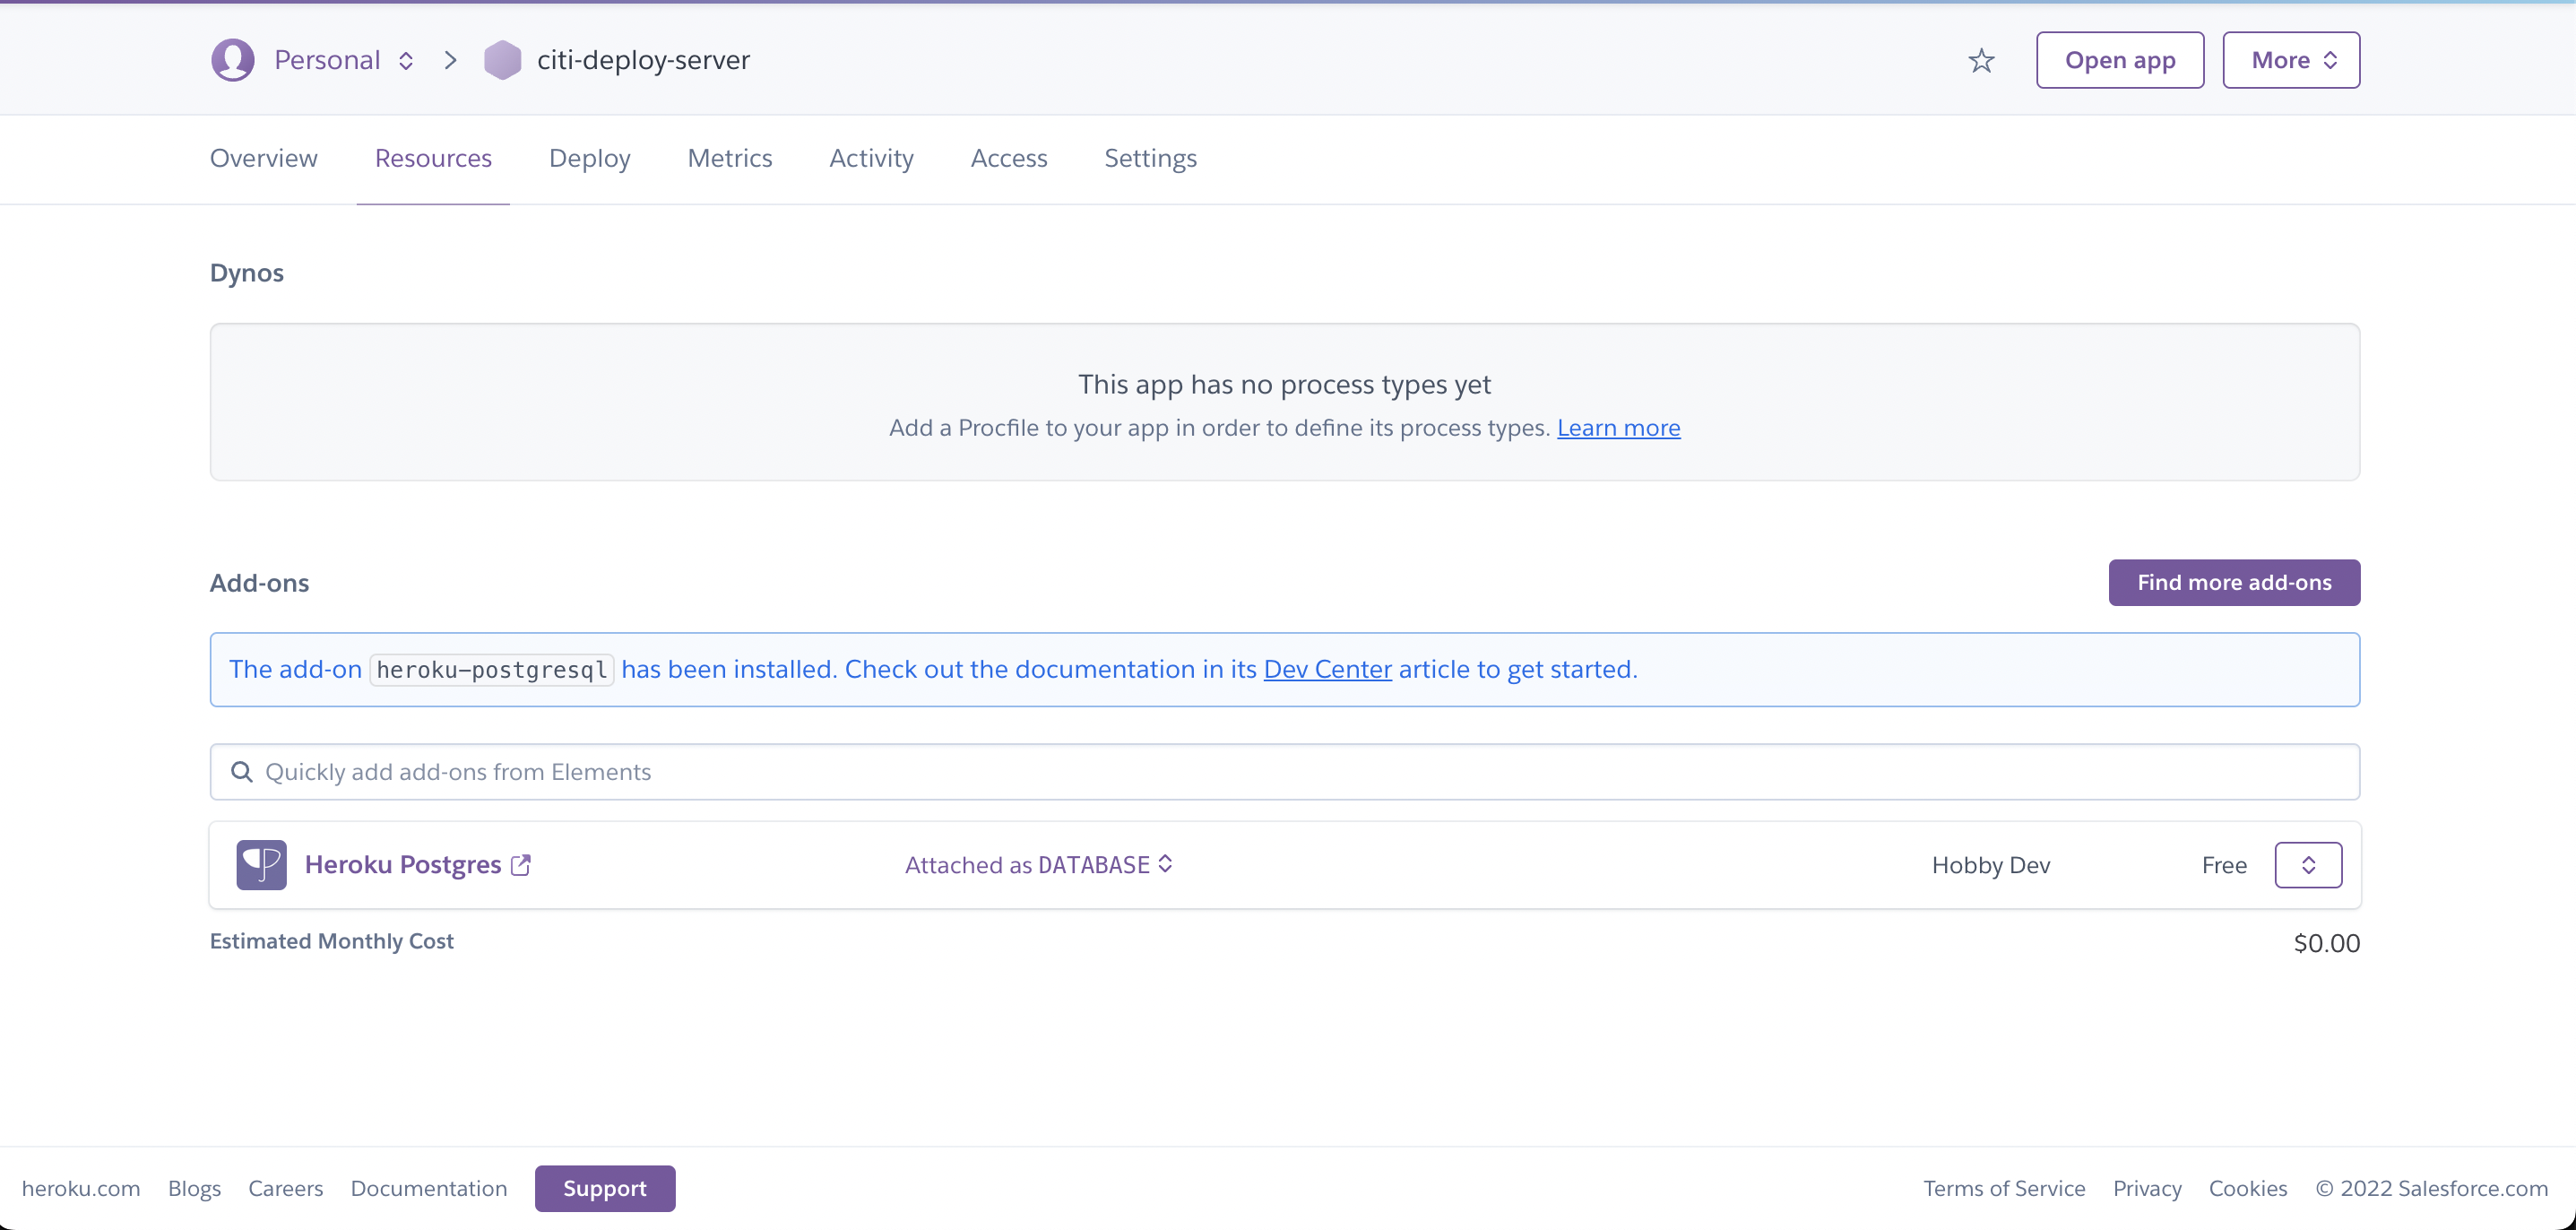 Personal > citi-deploy-server Open app More
Overview Resources Deploy Metrics Activity Access Settings
Dynos
This app has no process types yet
Add a Procfile to your app in order to define its process types. Learn more
Add-ons Find more add-ons
The add-on heroku-postgresql has been installed. Check out the documentation in its Dev Center article to get started.
Quickly add add-ons from Elements
Heroku Postgres Attached as DATABASE Hobby Dev Free
Estimated Monthly Cost $0.00
heroku.com Blogs Careers Documentation Support Terms of Service Privacy Cookies © 2022 Salesforce.com